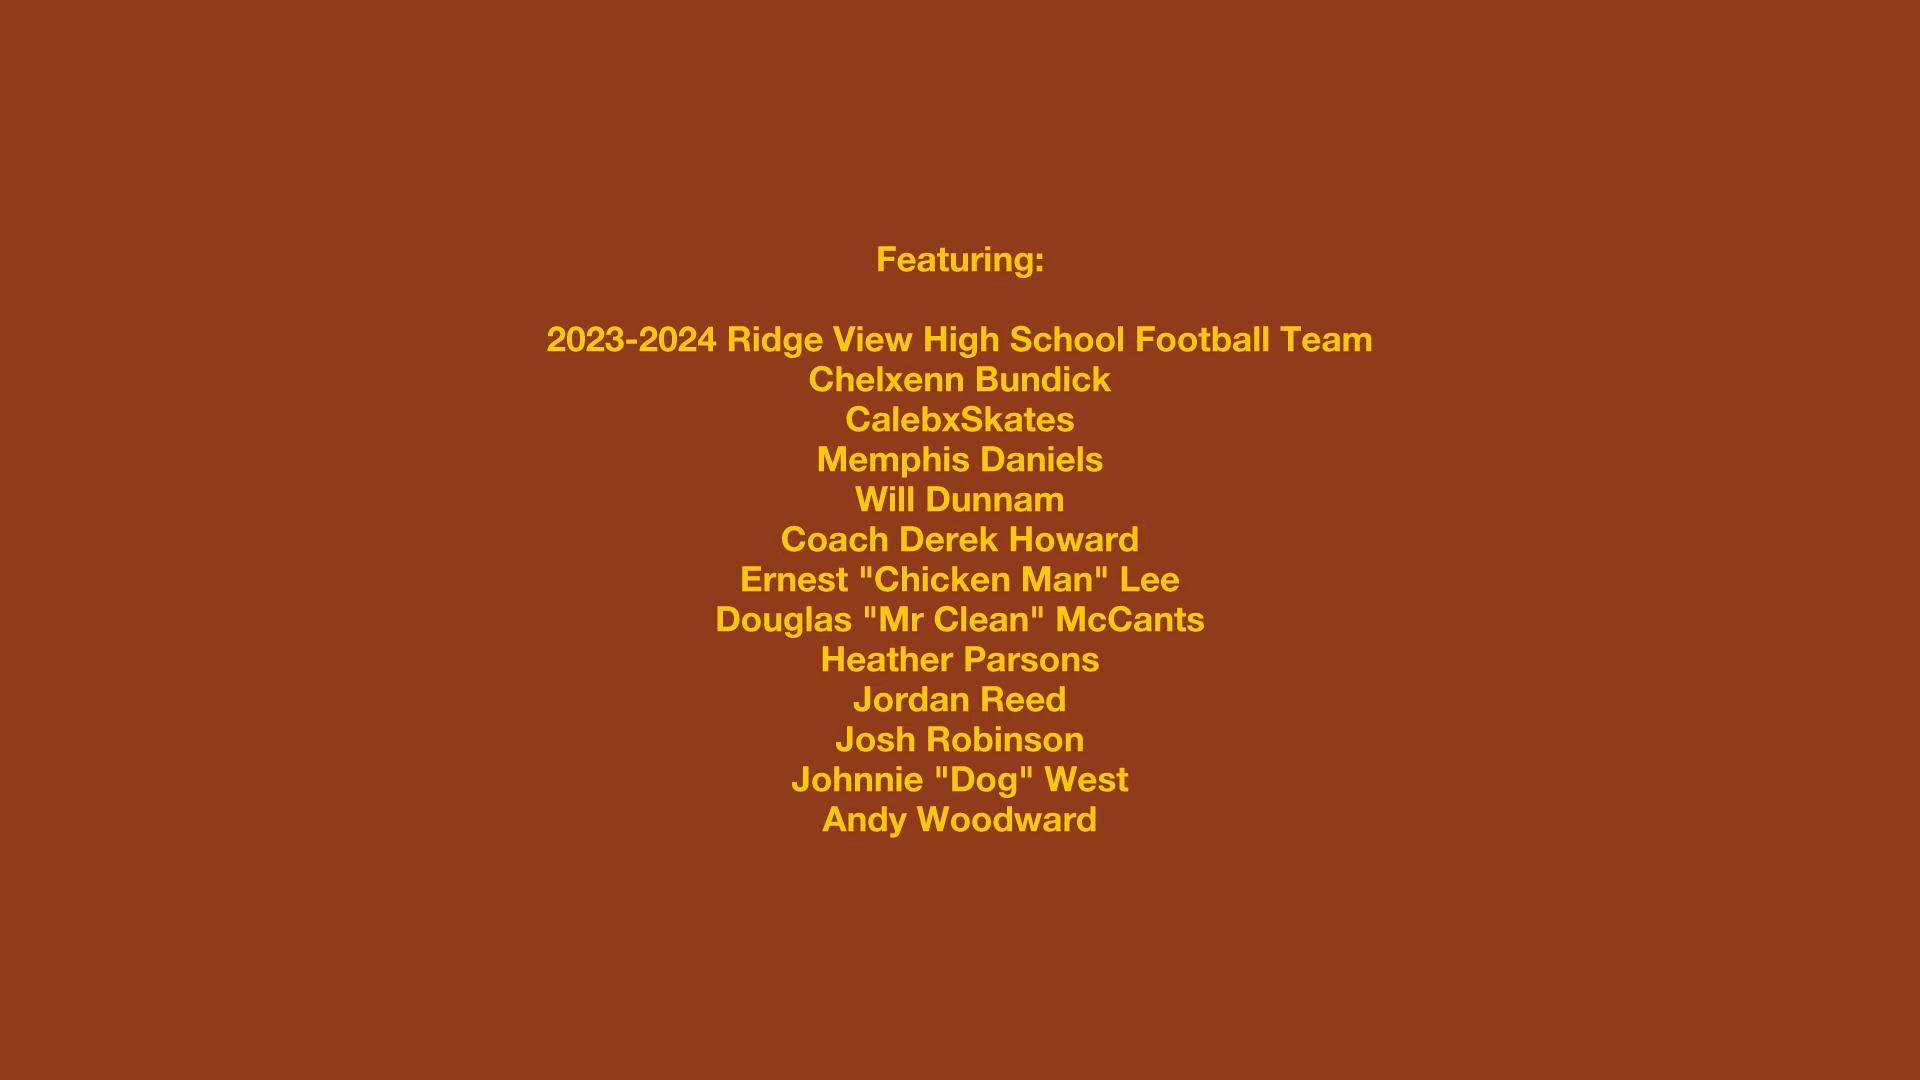 Featuring:
2023-2024 Ridge View High School Football Team
Chelxenn Bundick
CalebxSkates
Memphis Daniels
Will Dunnam
Coach Derek Howard
Ernest "Chicken Man" Lee
Douglas "Mr Clean" McCants
Heather Parsons
Jordan Reed
Josh Robinson
Johnnie "Dog" West
Andy Woodward